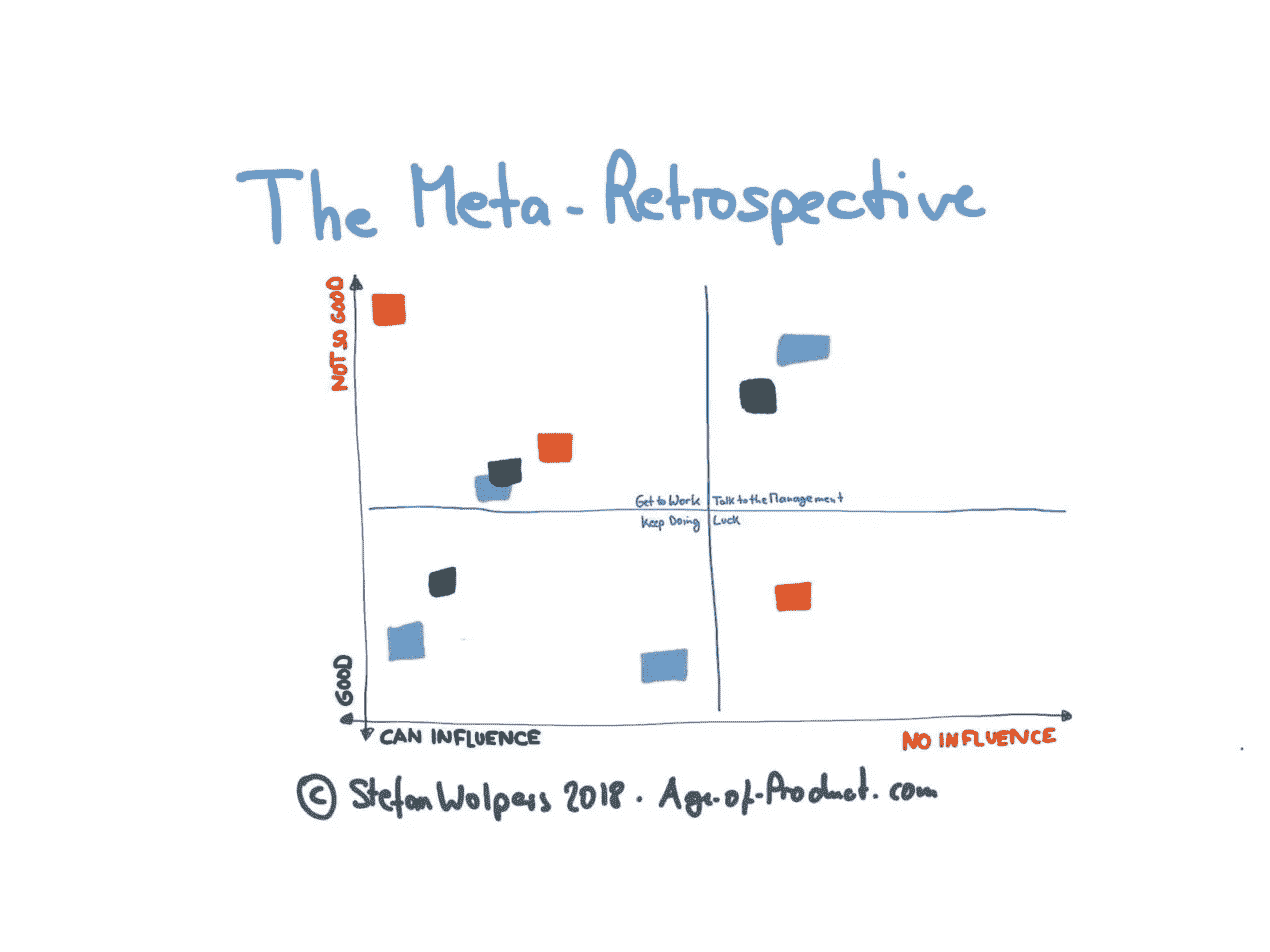 The Meta-Retrospective
NOT SO GOOD
Get to Work
Talk to the Management
Keep Doing
Luck
GOOD
CAN INFLUENCE
NO INFLUENCE
© Stefan Wolpers 2018 · Age-of-Product.com